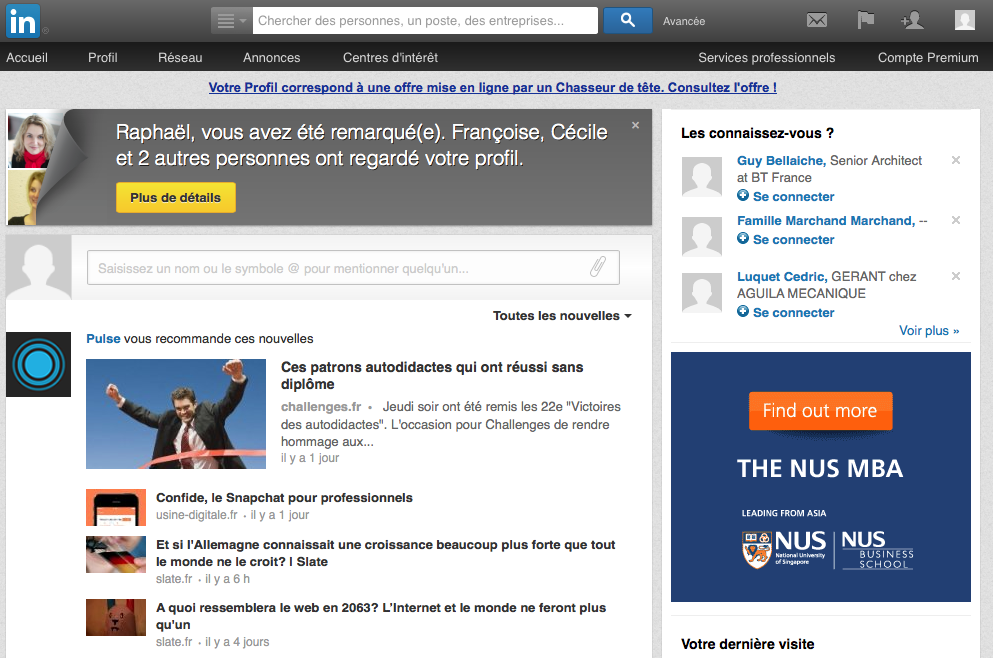 in
Chercher des personnes, un poste, des entreprises...
Avancée
Accueil Profil Réseau Annonces Centres d'intérêt Services professionnels Compte Premium
Votre Profil correspond à une offre mise en ligne par un Chasseur de tête. Consultez l'offre !
Raphaël, vous avez été remarqué(e). Françoise, Cécile
et 2 autres personnes ont regardé votre profil.
Plus de détails
Saisissez un nom ou le symbole @ pour mentionner quelqu'un...
Toutes les nouvelles
Pulse vous recommande ces nouvelles
Ces patrons autodidactes qui ont réussi sans
diplôme
challenges.fr • Jeudi soir ont été remis les 22e "Victoires
des autodidactes". L'occasion pour Challenges de rendre
hommage aux...
il y a 1 jour
Confide, le Snapchat pour professionnels
usine-digitale.fr • il y a 1 jour
Et si l'Allemagne connaissait une croissance beaucoup plus forte que tout
le monde ne le croit? I Slate
slate.fr • il y a 6 h
A quoi ressemblera le web en 2063? L'Internet et le monde ne feront plus
qu'un
slate.fr • il y a 4 jours
Les connaissez-vous ?
Guy Bellaiche, Senior Architect
at BT France
Se connecter
Famille Marchand Marchand, --
Se connecter
Luquet Cedric, GERANT chez
AGUILA MECANIQUE
Se connecter
Voir plus »
Find out more
THE NUS MBA
LEADING FROM ASIA
NUS
National University
of Singapore
NUS
BUSINESS
SCHOOL
Votre dernière visite